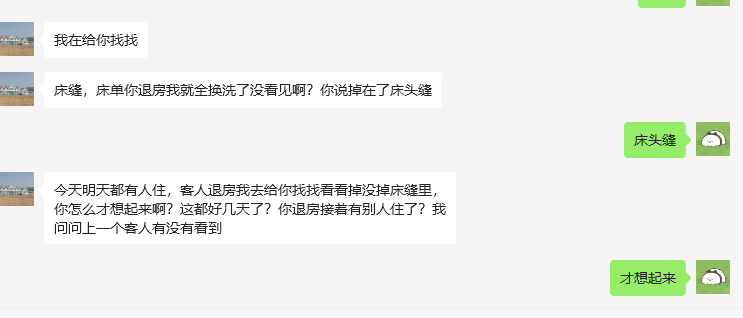 我在给你找找
床缝，床单你退房我就全换洗了没看见啊？你说掉在了床头缝
床头缝
今天明天都有人住，客人退房我去给你找找看看掉没掉床缝里，
你怎么才想起来啊？这都好几天了？你退房接着有别人住了？我
问问上一个客人有没有看到
才想起来